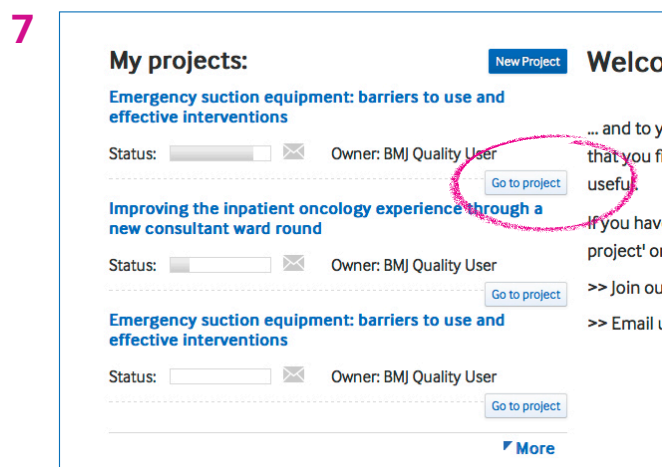 7
My projects:
New Project
Emergency suction equipment: barriers to use and
effective interventions
Status:
Owner: BMJ Quality User
Go to project
Improving the inpatient oncology experience through a
new consultant ward round
Status:
Owner: BMJ Quality User
Go to project
Emergency suction equipment: barriers to use and
effective interventions
Status:
Owner: BMJ Quality User
Go to project
More
Welco
... and to y
that you fi
useful.
If you have
project' or
>> Join ou
>> Email u